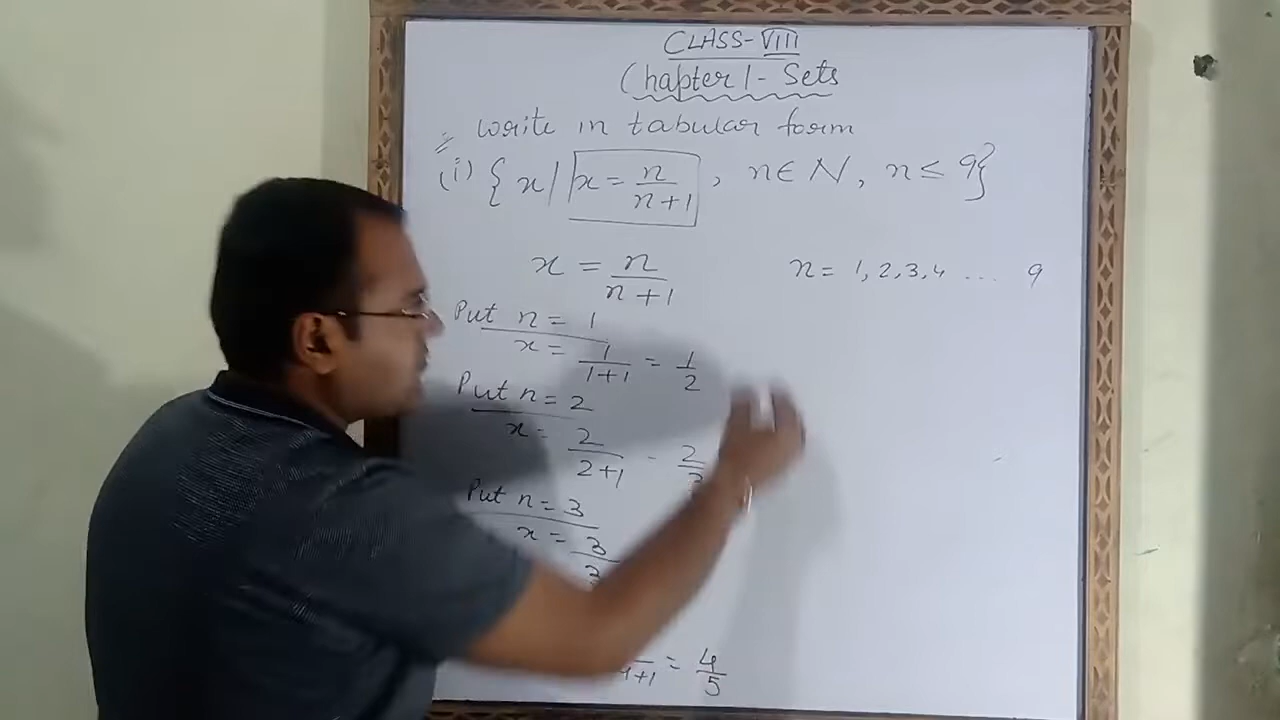 CLASS-VIII
Chapter 1 - Sets
Write in tabular form
(i) { x | x = n/n+1 , n ∈ N, n ≤ 9}
x = n/n+1
n = 1, 2, 3, 4 ... 9
Put n = 1
x = 1/1+1 = 1/2
Put n = 2
x = 2/2+1 - 2/
Put n = 3
x = 3/3
+1 = 4/5